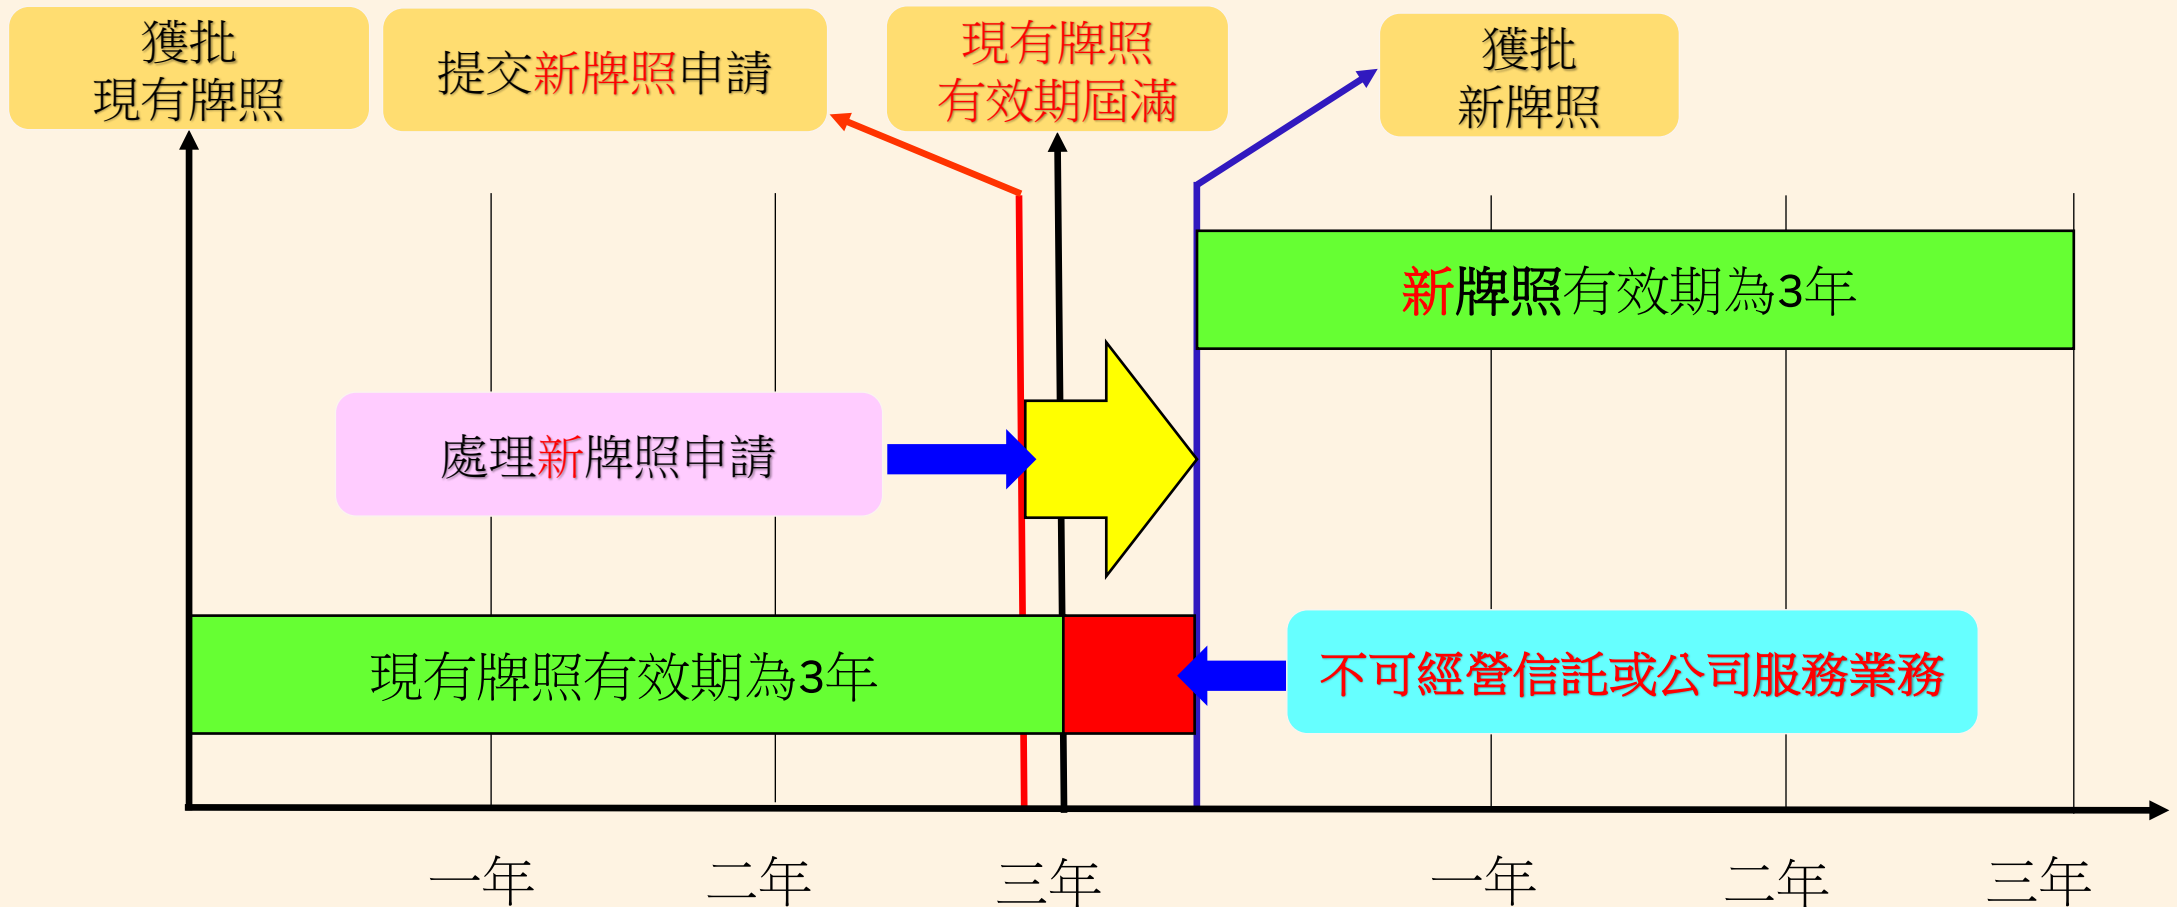 獲批
現有牌照
提交新牌照申請
現有牌照
有效期屆滿
獲批
新牌照
新牌照有效期為3年
處理新牌照申請
現有牌照有效期為3年
不可經營信託或公司服務業務
一年
二年
三年
一年
二年
三年